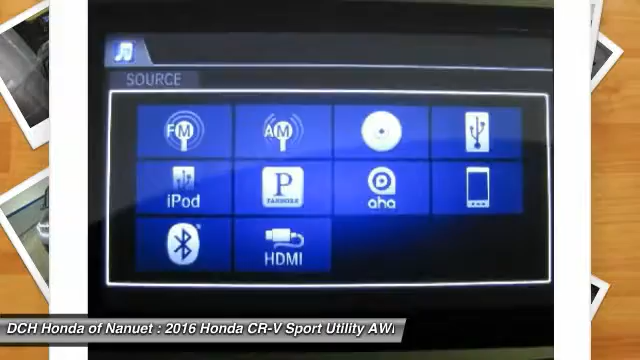 SOURCE
FM
AM
iPod
P
PANDORA
aha
HDMI
DCH Honda of Nanuet : 2016 Honda CR-V Sport Utility AW